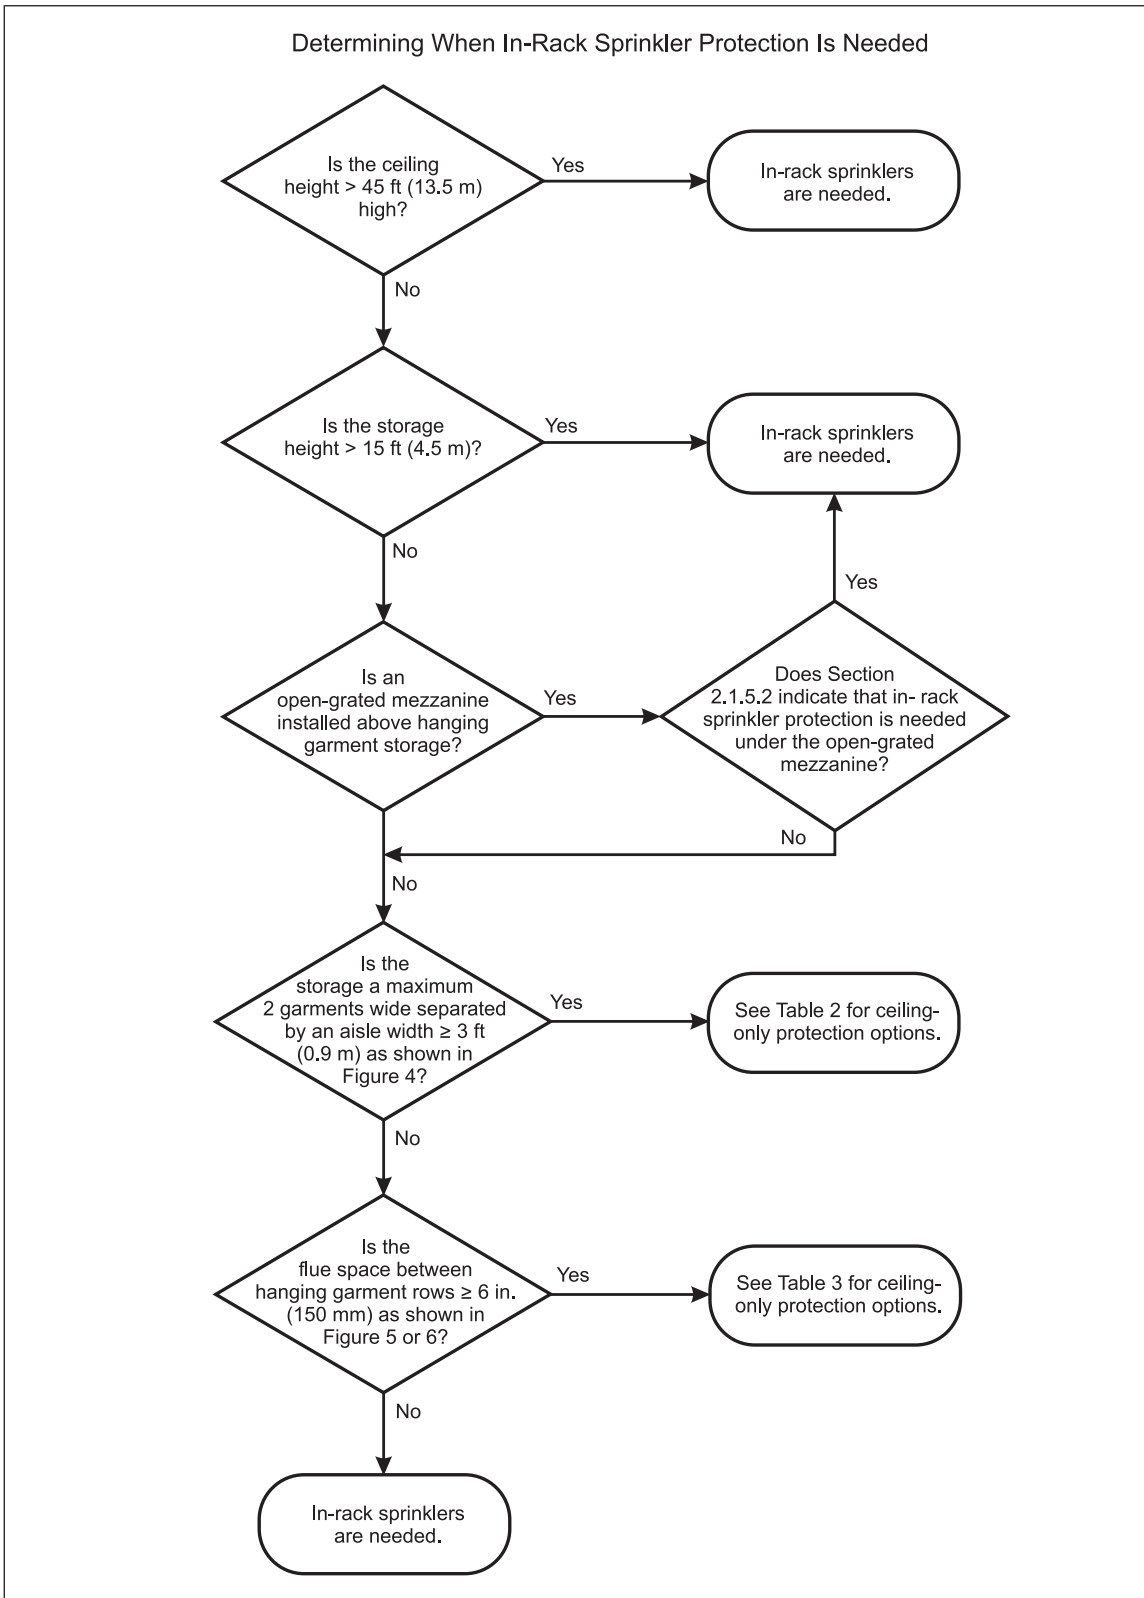 Determining When In-Rack Sprinkler Protection Is Needed
Is the ceiling
height > 45 ft (13.5 m)
high?
Yes
In-rack sprinklers
are needed.
No
Is the storage
height > 15 ft (4.5 m)?
Yes
In-rack sprinklers
are needed.
No
Yes
Is an
open-grated mezzanine
installed above hanging
garment storage?
Yes
Does Section
2.1.5.2 indicate that in- rack
sprinkler protection is needed
under the open-grated
mezzanine?
No
No
Is the
storage a maximum
2 garments wide separated
by an aisle width ≥ 3 ft
(0.9 m) as shown in
Figure 4?
Yes
See Table 2 for ceiling-
only protection options.
No
Is the
flue space between
hanging garment rows ≥ 6 in.
(150 mm) as shown in
Figure 5 or 6?
Yes
See Table 3 for ceiling-
only protection options.
No
In-rack sprinklers
are needed.